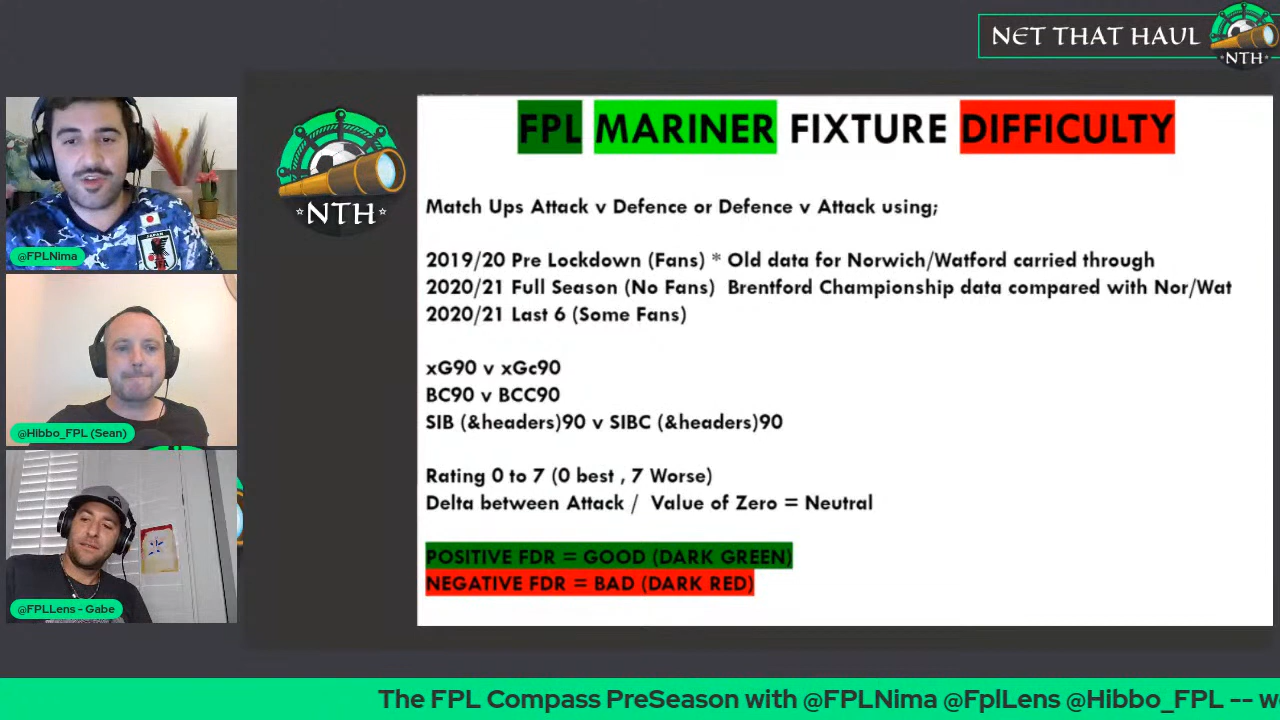 NET THAT HAUL
NTH
NTH
FPL MARINER FIXTURE DIFFICULTY
Match Ups Attack v Defence or Defence v Attack using;
2019/20 Pre Lockdown (Fans) * Old data for Norwich/Watford carried through
2020/21 Full Season (No Fans) Brentford Championship data compared with Nor/Wat
2020/21 Last 6 (Some Fans)
xG90 v xGc90
BC90 v BCC90
SIB (&headers)90 v SIBC (&headers)90
Rating 0 to 7 (0 best , 7 Worse)
Delta between Attack / Value of Zero = Neutral
POSITIVE FDR = GOOD (DARK GREEN)
NEGATIVE FDR = BAD (DARK RED)
JAPAN
JFA
@FPLNima
@Hibbo_FPL (Sean)
@FPLLens - Gabe
The FPL Compass PreSeason with @FPLNima @FplLens @Hibbo_FPL -- w